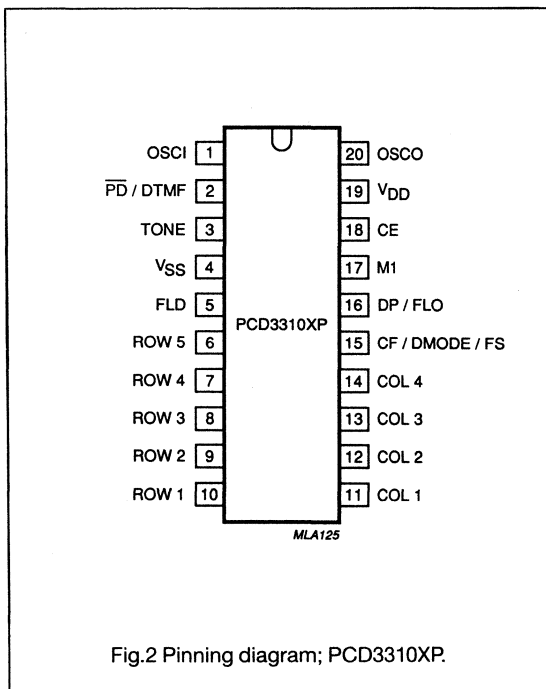 OSCI 1 20 OSCO
PD / DTMF 2 19 VDD
TONE 3 18 CE
VSS 4 17 M1
FLD 5 16 DP / FLO
PCD3310XP
ROW 5 6 15 CF / DMODE / FS
ROW 4 7 14 COL 4
ROW 3 8 13 COL 3
ROW 2 9 12 COL 2
ROW 1 10 11 COL 1
MLA125
Fig.2 Pinning diagram; PCD3310XP.